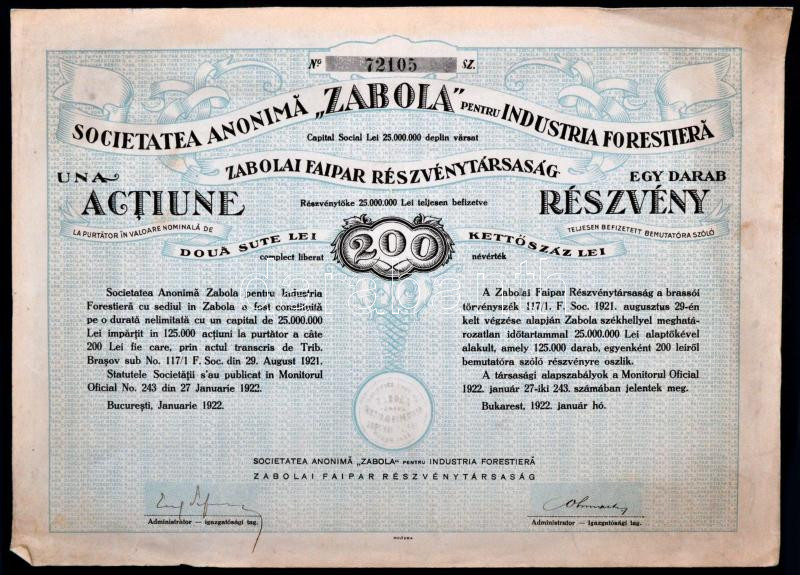 Nº 72105 SZ.
SOCIETATEA ANONIMĂ „ZABOLA” PENTRU INDUSTRIA FORESTIERĂ
Capital Social Lei 25.000.000 deplin vărsat
ZABOLAI FAIPAR RÉSZVÉNYTÁRSASÁG
UNA
ACȚIUNE
EGY DARAB
RÉSZVÉNY
Részvénytőke 25.000.000 Lei teljesen befizetve
LA PURTĂTOR ÎN VALOARE NOMINALĂ DE
TELJESEN BEFIZETETT BEMUTATÓRA SZÓLÓ
DOUĂ SUTE LEI 200 KETTŐSZÁZ LEI
complect liberat
névérték
Societatea Anonimă Zabola pentru Industria
Forestieră cu sediul in Zabola a fost constituită
pe o durată nelimitată cu un capital de 25.000.000
Lei impărțit in 125.000 acțiuni la purtător a câte
200 Lei fie care, prin actul transcris de Trib.
Brașov sub No. 117/1 F. Soc. din 29. August 1921.
Statutele Societății s'au publicat in Monitorul
Oficial No. 243 din 27 Januarie 1922.
București, Januarie 1922.
A Zabolai Faipar Részvénytársaság a brassói
törvényszék 117/1. F. Soc. 1921. augusztus 29-én
kelt végzése alapján Zabola székhellyel meghatá-
rozatlan időtartammal 25.000.000 Lei alaptőkével
alakult, amely 125.000 darab, egyenként 200 leiről
bemutatóra szóló részvényre oszlik.
A társasági alapszabályok a Monitorul Oficial
1922. január 27-iki 243. számában jelentek meg.
Bukarest, 1922. január hó.
SOCIETATEA ANONIMĂ „ZABOLA” PENTRU INDUSTRIA FORESTIERĂ
ZABOLAI FAIPAR RÉSZVÉNYTÁRSASÁG
Administrator – igazgatósági tag.
Administrator – igazgatósági tag.